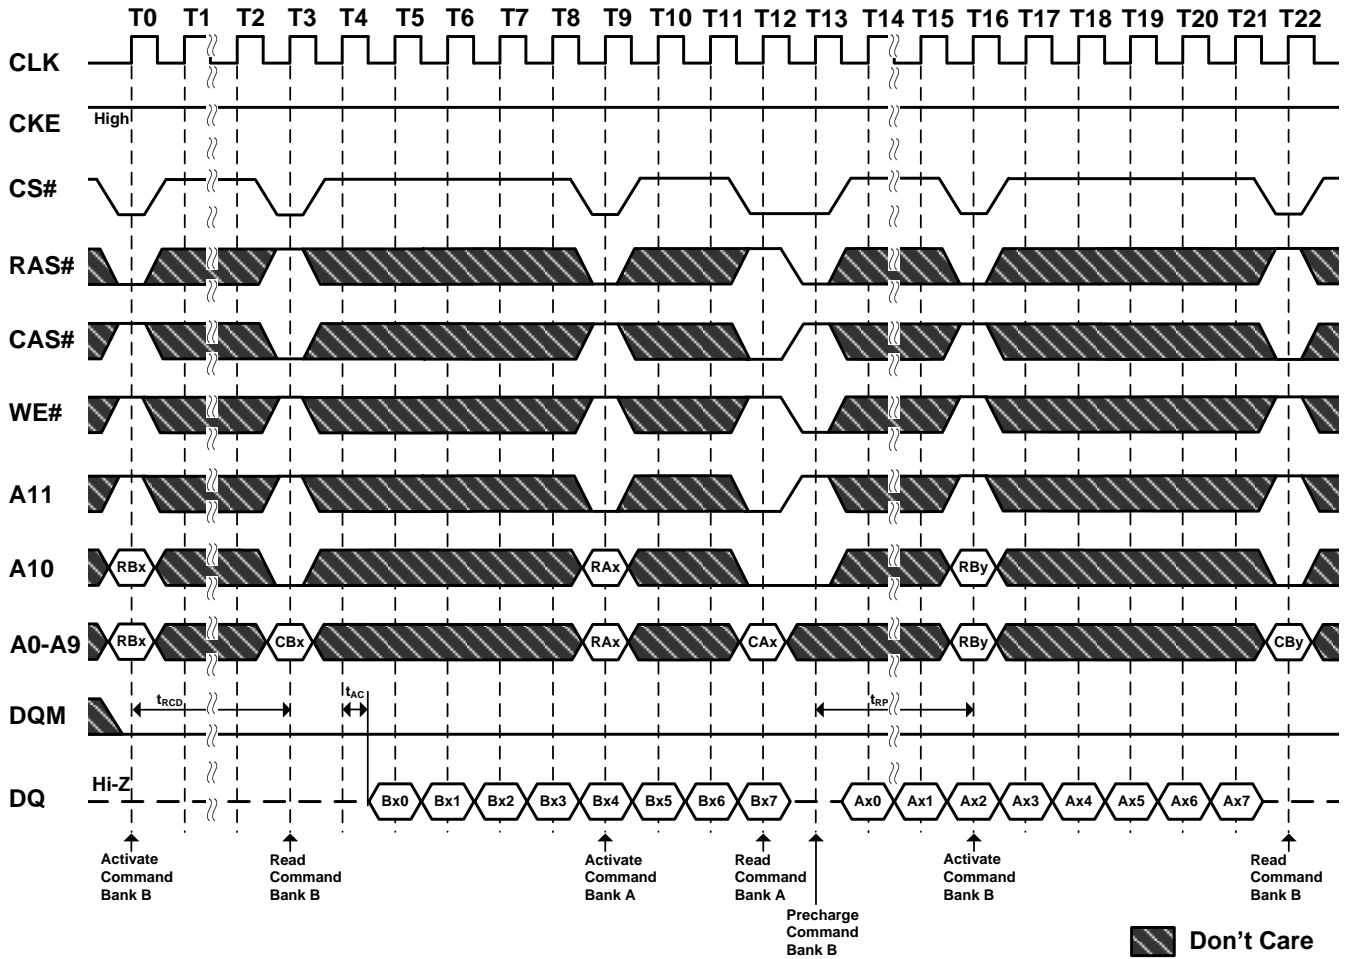 T0 T1 T2 T3 T4 T5 T6 T7 T8 T9 T10 T11 T12 T13 T14 T15 T16 T17 T18 T19 T20 T21 T22
CLK
CKE High
CS#
RAS#
CAS#
WE#
A11
A10 RBx RAx RBy
A0-A9 RBx CBx RAx CAx RBy CBy
DQM tRCD tAC tRP
DQ Hi-Z Bx0 Bx1 Bx2 Bx3 Bx4 Bx5 Bx6 Bx7 Ax0 Ax1 Ax2 Ax3 Ax4 Ax5 Ax6 Ax7
Activate
Command
Bank B
Read
Command
Bank B
Activate
Command
Bank A
Read
Command
Bank A
Precharge
Command
Bank B
Activate
Command
Bank B
Read
Command
Bank B
Don't Care